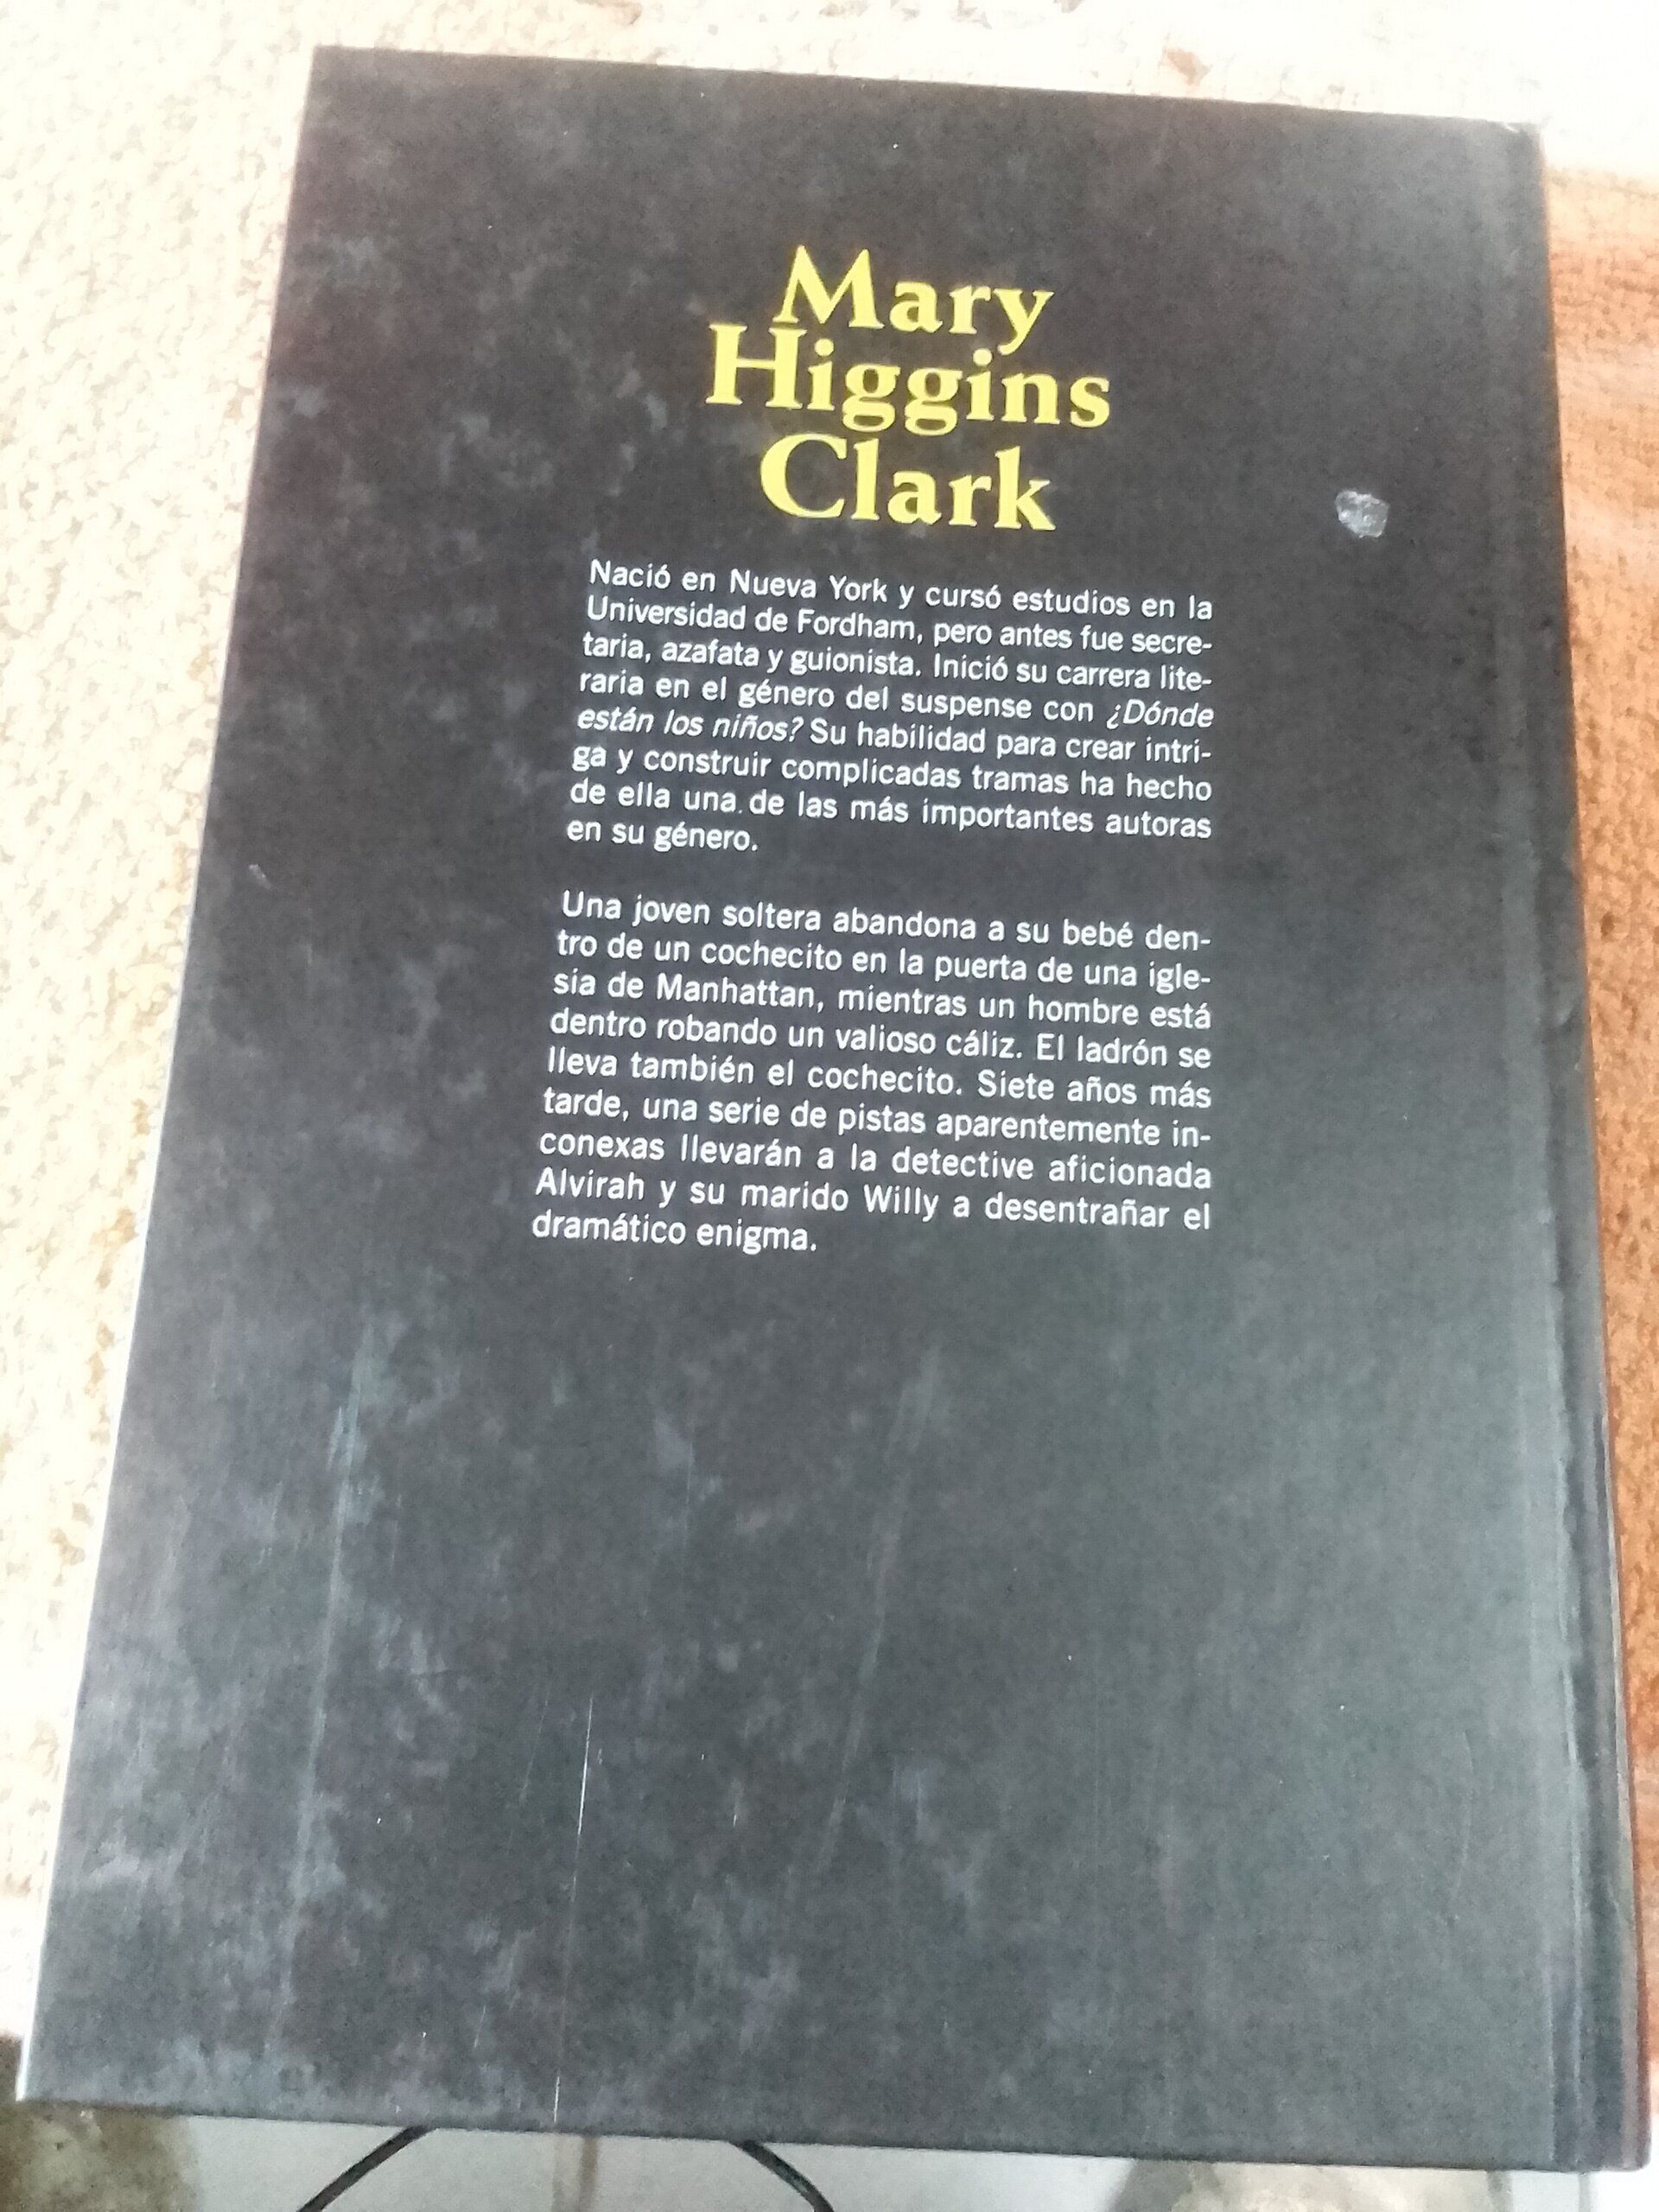 Mary
Higgins
Clark
Nació en Nueva York y cursó estudios en la
Universidad de Fordham, pero antes fue secre-
taria, azafata y guionista. Inició su carrera lite-
raria en el género del suspense con ¿Dónde
están los niños? Su habilidad para crear intri-
ga y construir complicadas tramas ha hecho
de ella una de las más importantes autoras
en su género.
Una joven soltera abandona a su bebé den-
tro de un cochecito en la puerta de una igle-
sia de Manhattan, mientras un hombre está
dentro robando un valioso cáliz. El ladrón se
lleva también el cochecito. Siete años más
tarde, una serie de pistas aparentemente in-
conexas llevarán a la detective aficionada
Alvirah y su marido Willy a desentrañar el
dramático enigma.